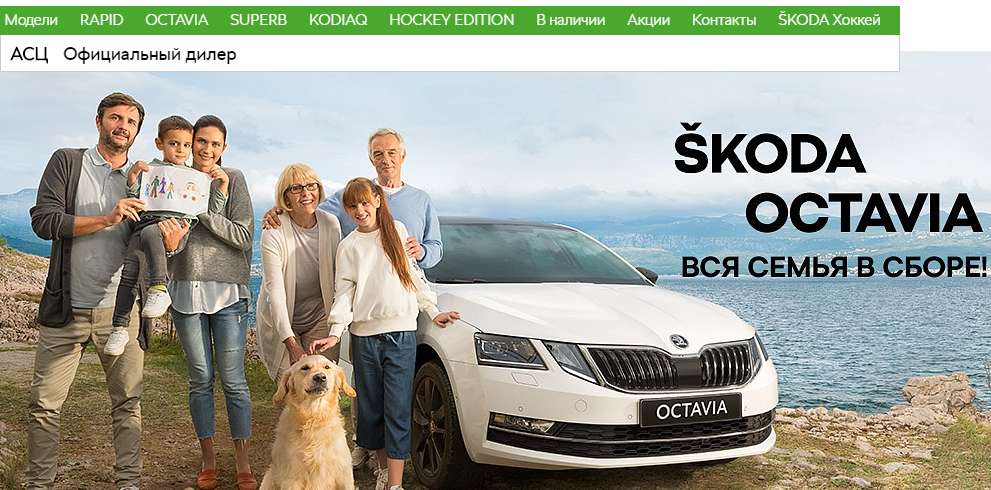 Модели RAPID OCTAVIA SUPERB KODIAQ HOCKEY EDITION В наличии Акции Контакты ŠKODA Хоккей
АСЦ Официальный дилер
ŠKODA
OCTAVIA
ВСЯ СЕМЬЯ В СБОРЕ!
OCTAVIA